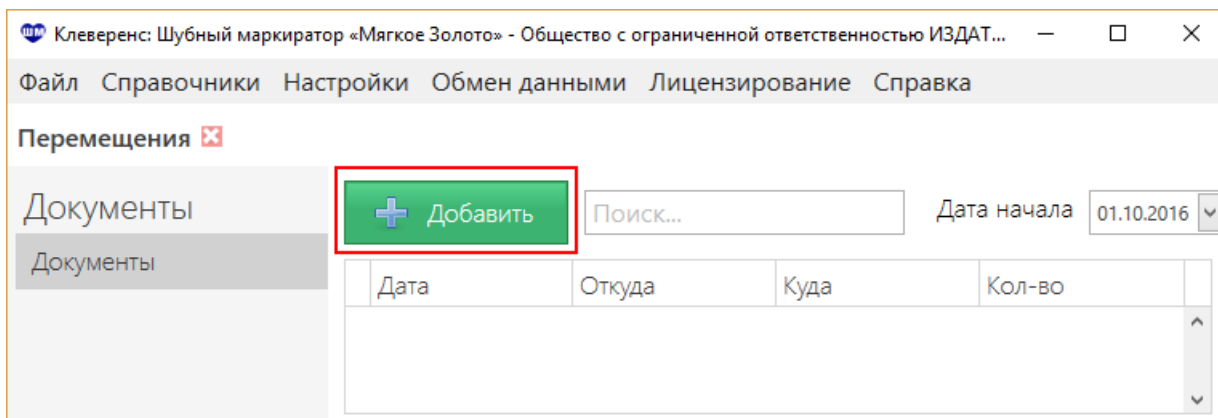 ШМ Клеверенс: Шубный маркиратор «Мягкое Золото» - Общество с ограниченной ответственностью ИЗДАТ...
Файл Справочники Настройки Обмен данными Лицензирование Справка
Перемещения
Документы
Добавить Поиск... Дата начала 01.10.2016
Документы
Дата Откуда Куда Кол-во